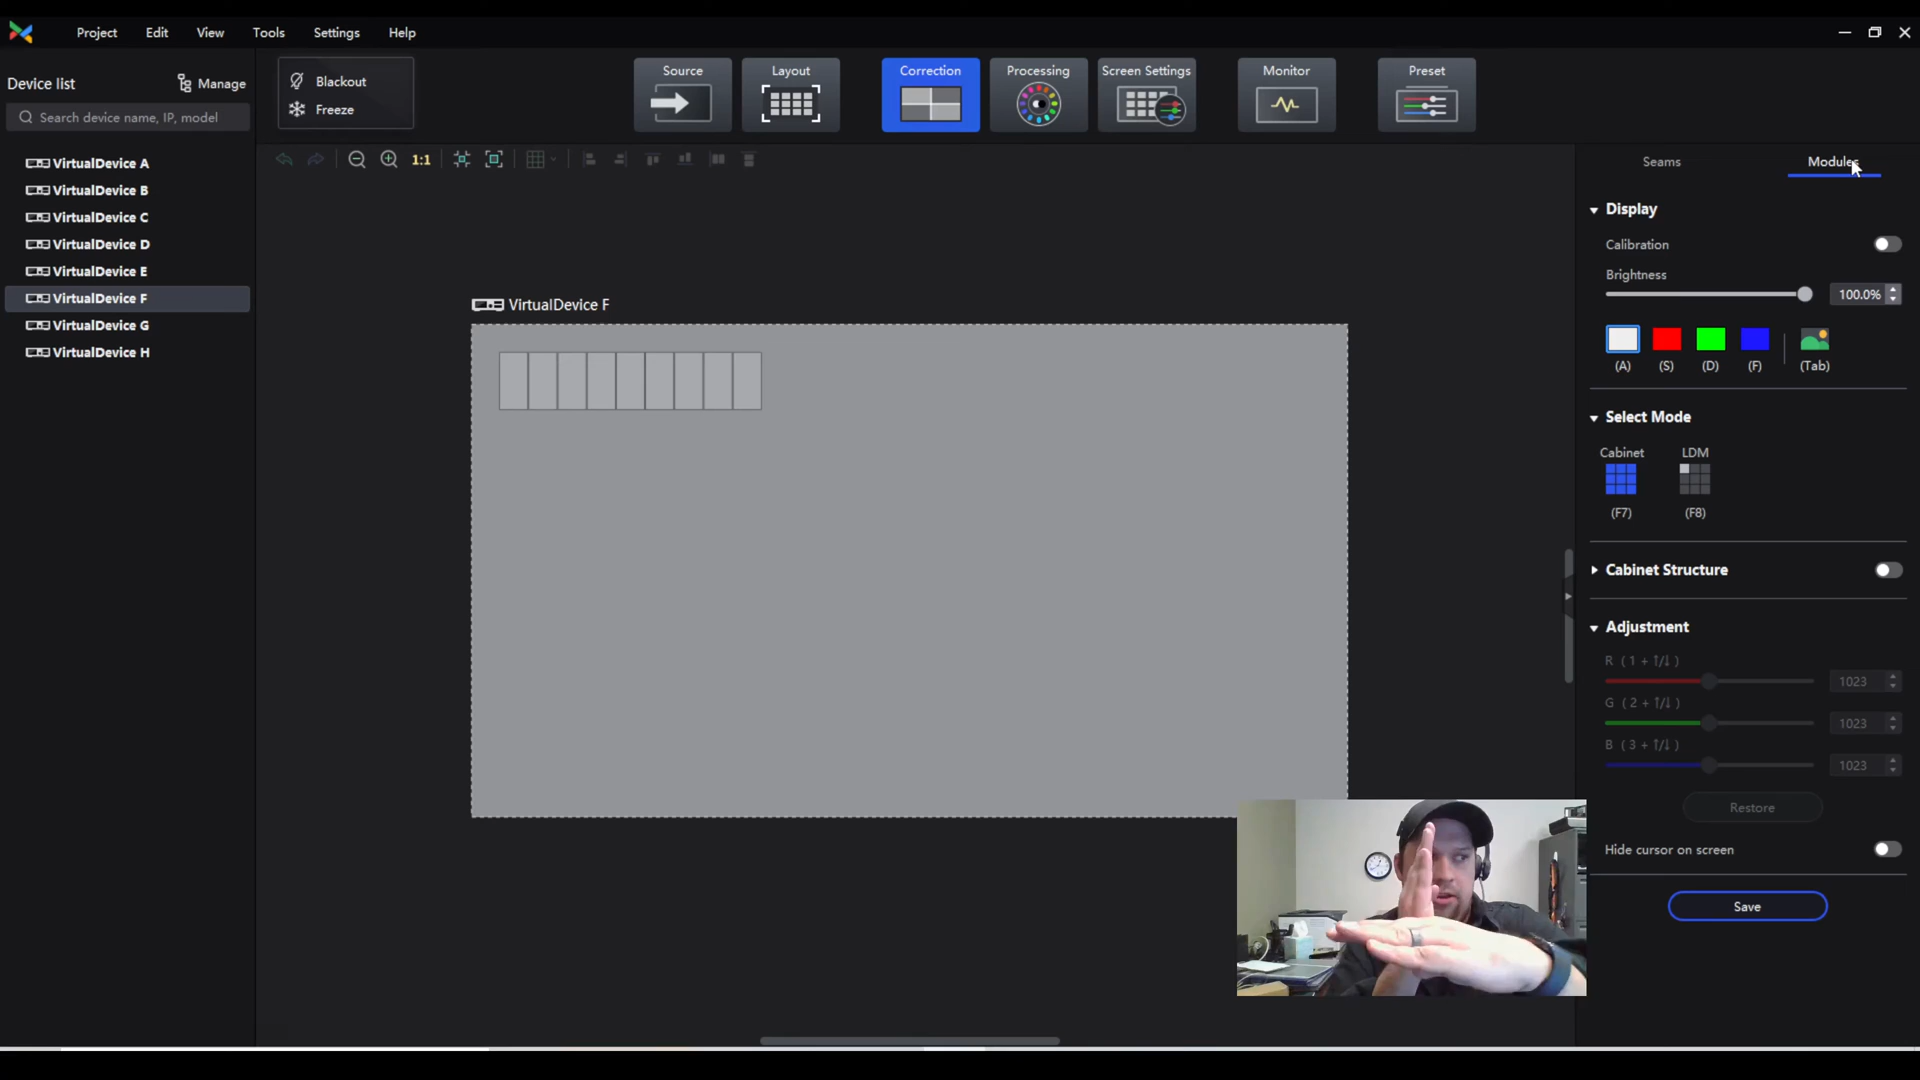 Project
Edit
View
Tools
Settings
Help
Device list
Manage
Search device name, IP, model
VirtualDevice A
VirtualDevice B
VirtualDevice C
VirtualDevice D
VirtualDevice E
VirtualDevice F
VirtualDevice G
VirtualDevice H
Blackout
Freeze
Source
Layout
Correction
Processing
Screen Settings
Monitor
Preset
1:1
VirtualDevice F
Seams
Modules
Display
Calibration
Brightness
100.0%
(A)
(S)
(D)
(F)
(Tab)
Select Mode
Cabinet
LDM
(F7)
(F8)
Cabinet Structure
Adjustment
R ( 1 + ↑/↓ )
1023
G ( 2 + ↑/↓ )
1023
B ( 3 + ↑/↓ )
1023
Restore
Hide cursor on screen
Save